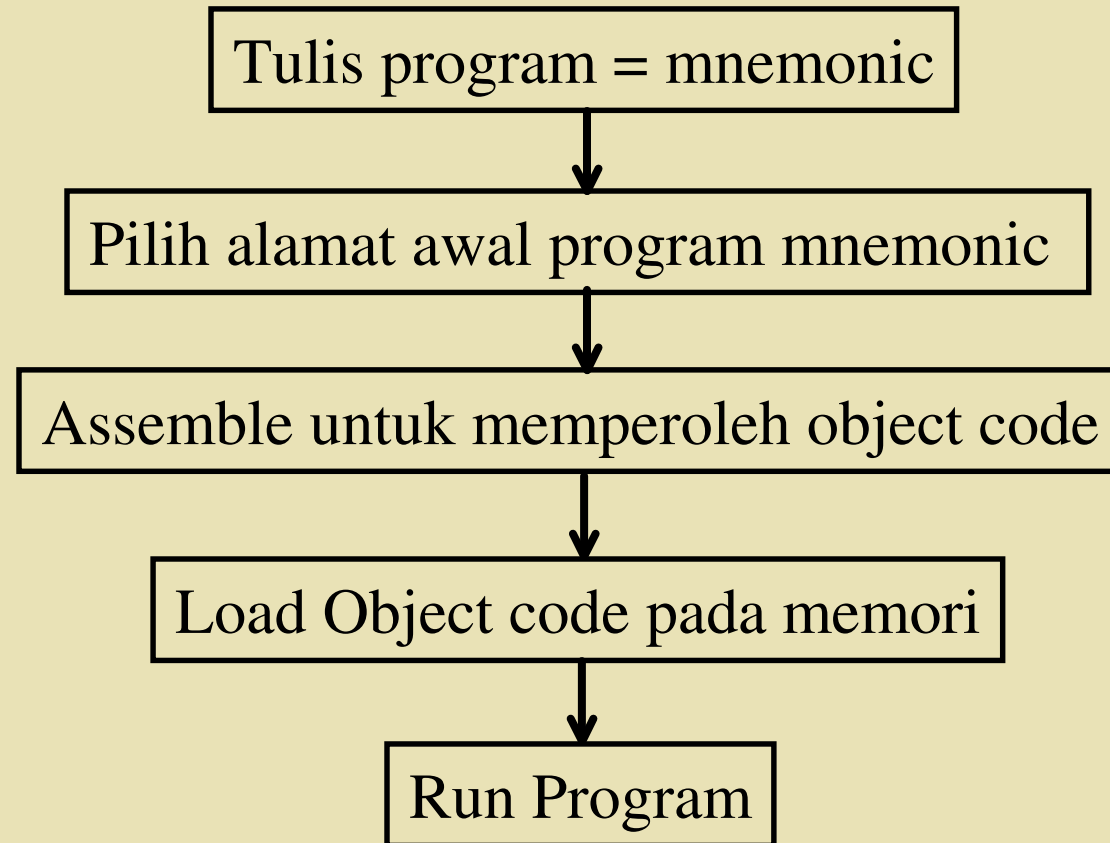 Tulis program = mnemonic
Pilih alamat awal program mnemonic
Assemble untuk memperoleh object code
Load Object code pada memori
Run Program